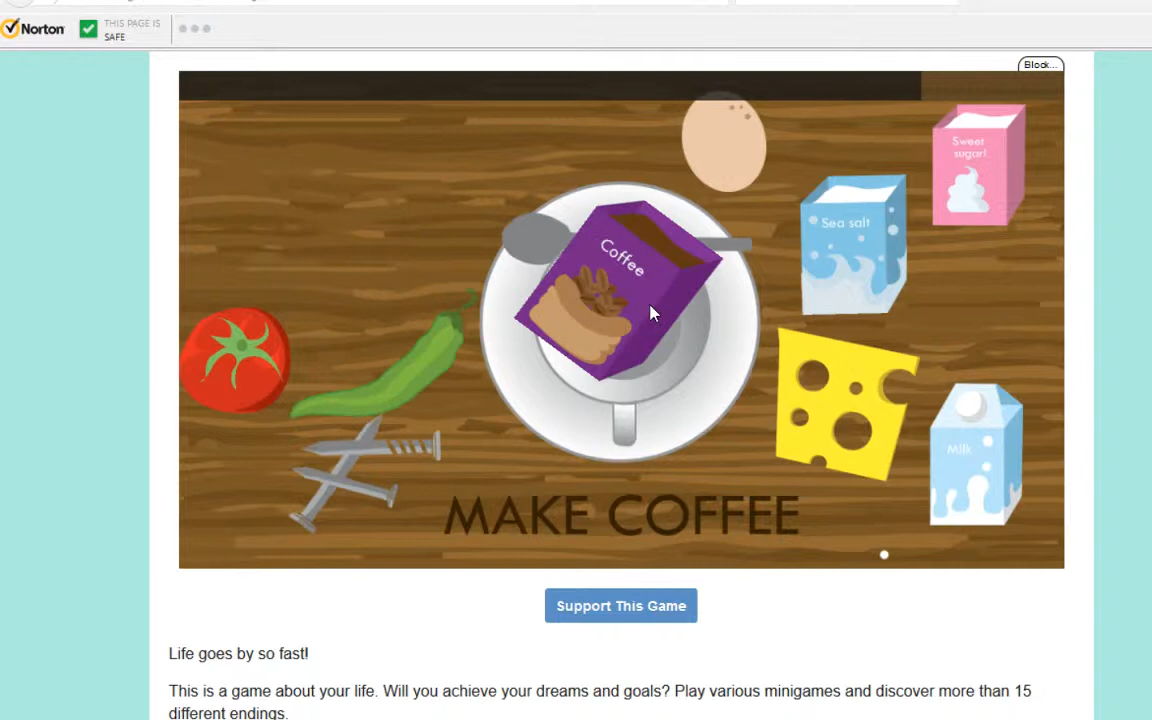 Norton
THIS PAGE IS
SAFE
Block...
Sweet
sugar!
Sea salt
Coffee
Milk
MAKE COFFEE
Support This Game
Life goes by so fast!
This is a game about your life. Will you achieve your dreams and goals? Play various minigames and discover more than 15
different endings.